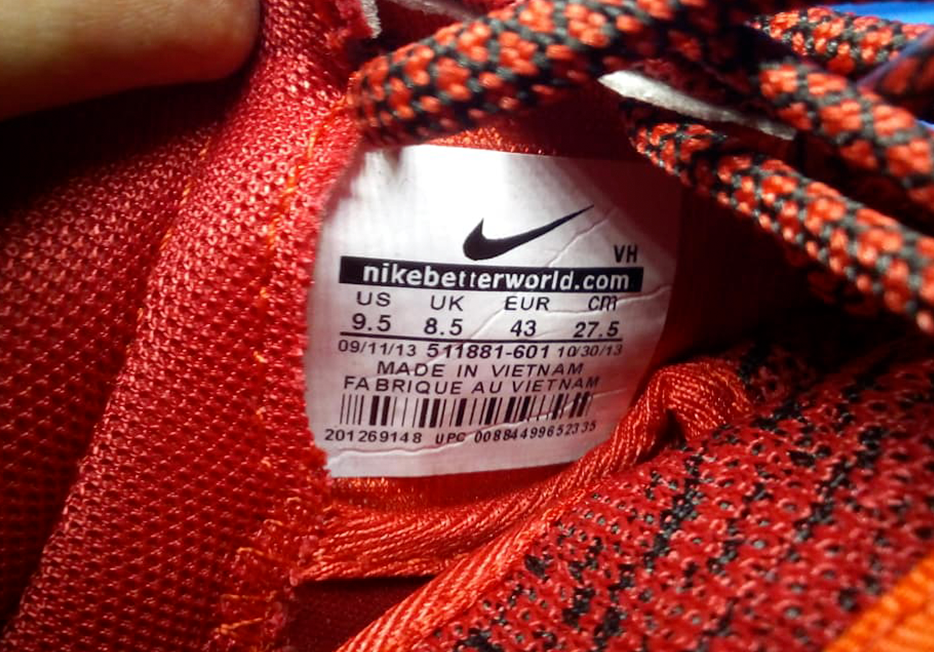 VH
nikebetterworld.com
US UK EUR cm
9.5 8.5 43 27.5
09/11/13 511881-601 10/30/13
MADE IN VIETNAM
FABRIQUE AU VIETNAM
201269148 UPC 00884499652335